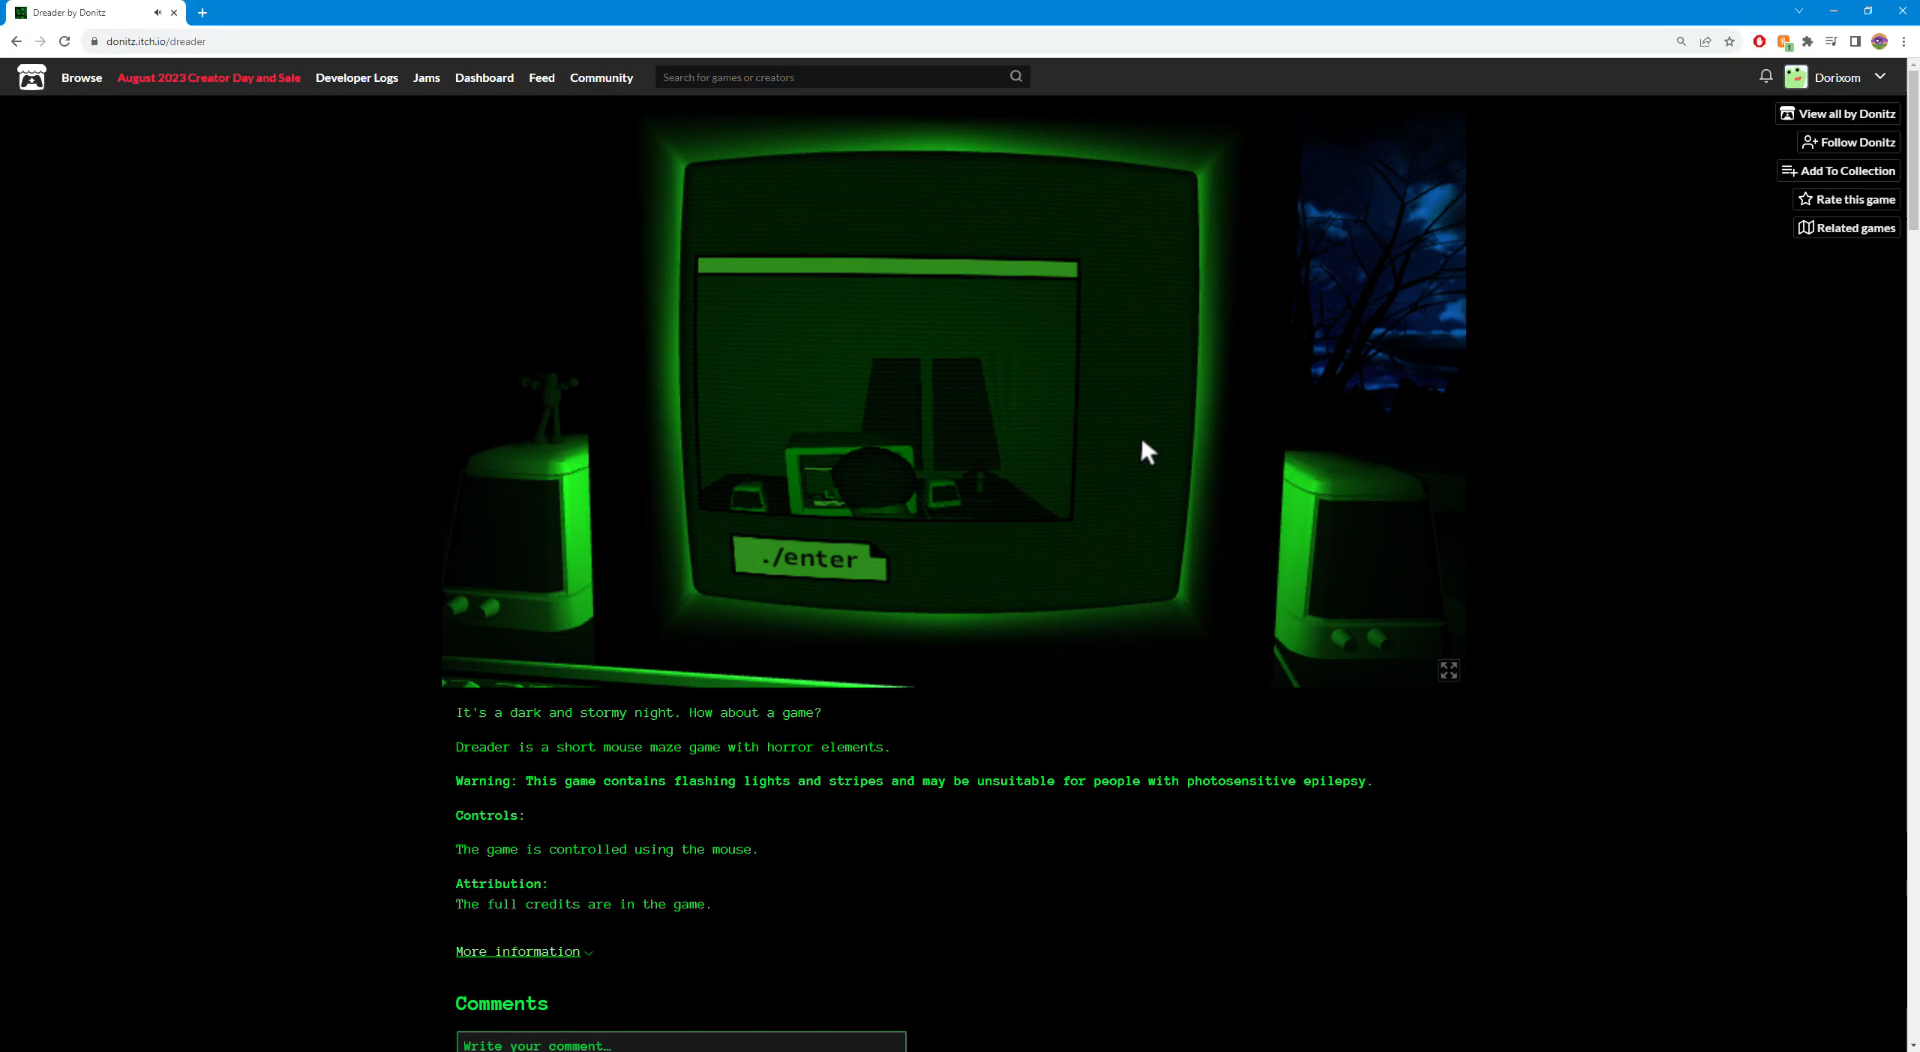 Dreader by Donitz
donitz.itch.io/dreader
1
Browse
August 2023 Creator Day and Sale
Developer Logs
Jams
Dashboard
Feed
Community
Search for games or creators
Dorixom
View all by Donitz
Follow Donitz
Add To Collection
Rate this game
Related games
./enter
It's a dark and stormy night. How about a game?
Dreader is a short mouse maze game with horror elements.
Warning: This game contains flashing lights and stripes and may be unsuitable for people with photosensitive epilepsy.
Controls:
The game is controlled using the mouse.
Attribution:
The full credits are in the game.
More information
Comments
Write your comment…